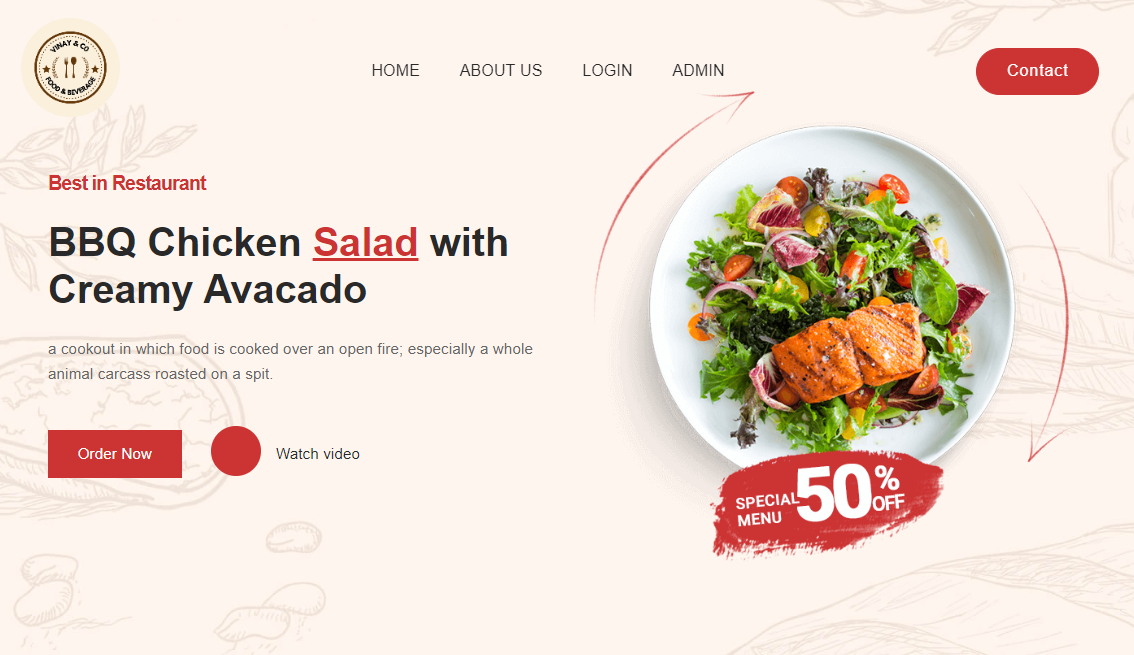 VINAY & CO
FOOD & BEVERAGE
HOME ABOUT US LOGIN ADMIN
Contact
Best in Restaurant
BBQ Chicken Salad with
Creamy Avacado
a cookout in which food is cooked over an open fire; especially a whole
animal carcass roasted on a spit.
Order Now
Watch video
SPECIAL
MENU
50%
OFF